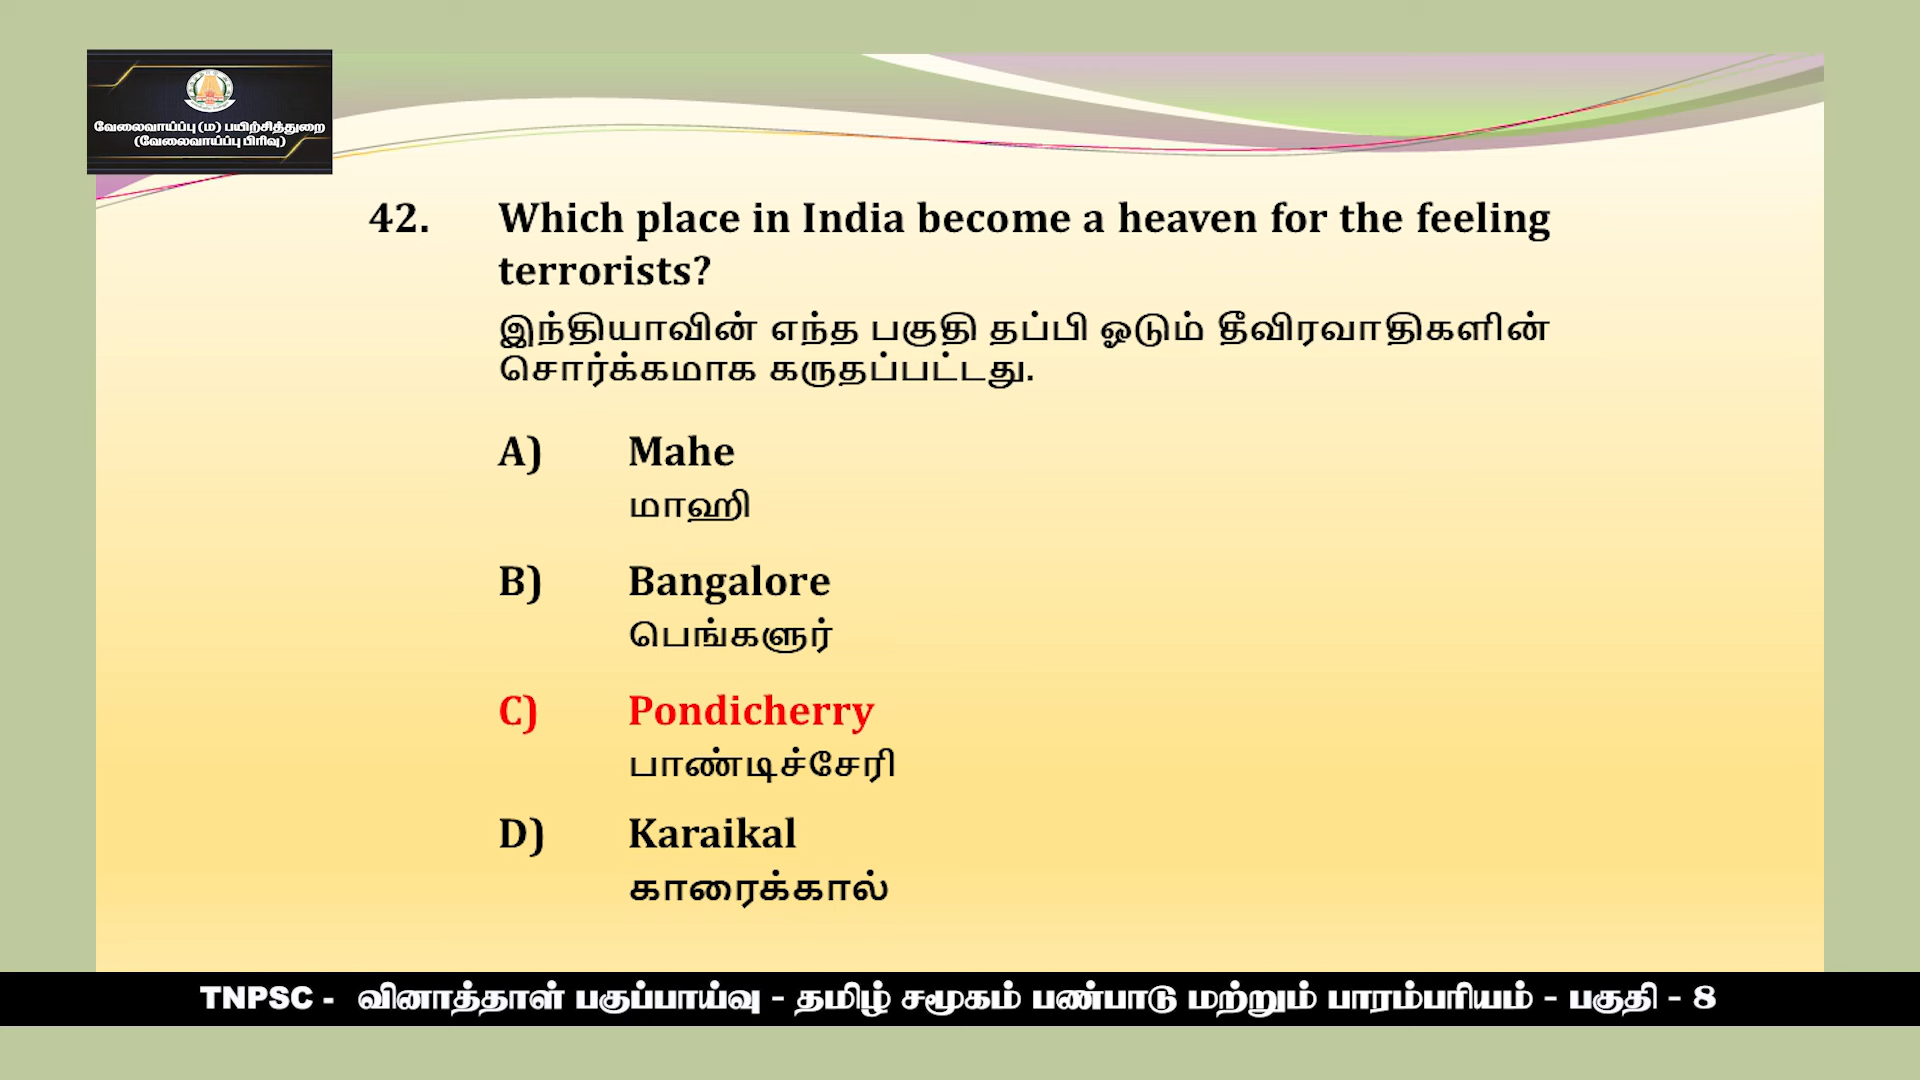 வேலைவாய்ப்பு (ம) பயிற்சித்துறை
(வேலைவாய்ப்பு பிரிவு)
42. Which place in India become a heaven for the feeling
terrorists?
இந்தியாவின் எந்த பகுதி தப்பி ஓடும் தீவிரவாதிகளின்
சொர்க்கமாக கருதப்பட்டது.
A) Mahe
மாஹி
B) Bangalore
பெங்களுர்
C) Pondicherry
பாண்டிச்சேரி
D) Karaikal
காரைக்கால்
TNPSC - வினாத்தாள் பகுப்பாய்வு - தமிழ் சமூகம் பண்பாடு மற்றும் பாரம்பரியம் - பகுதி - 8